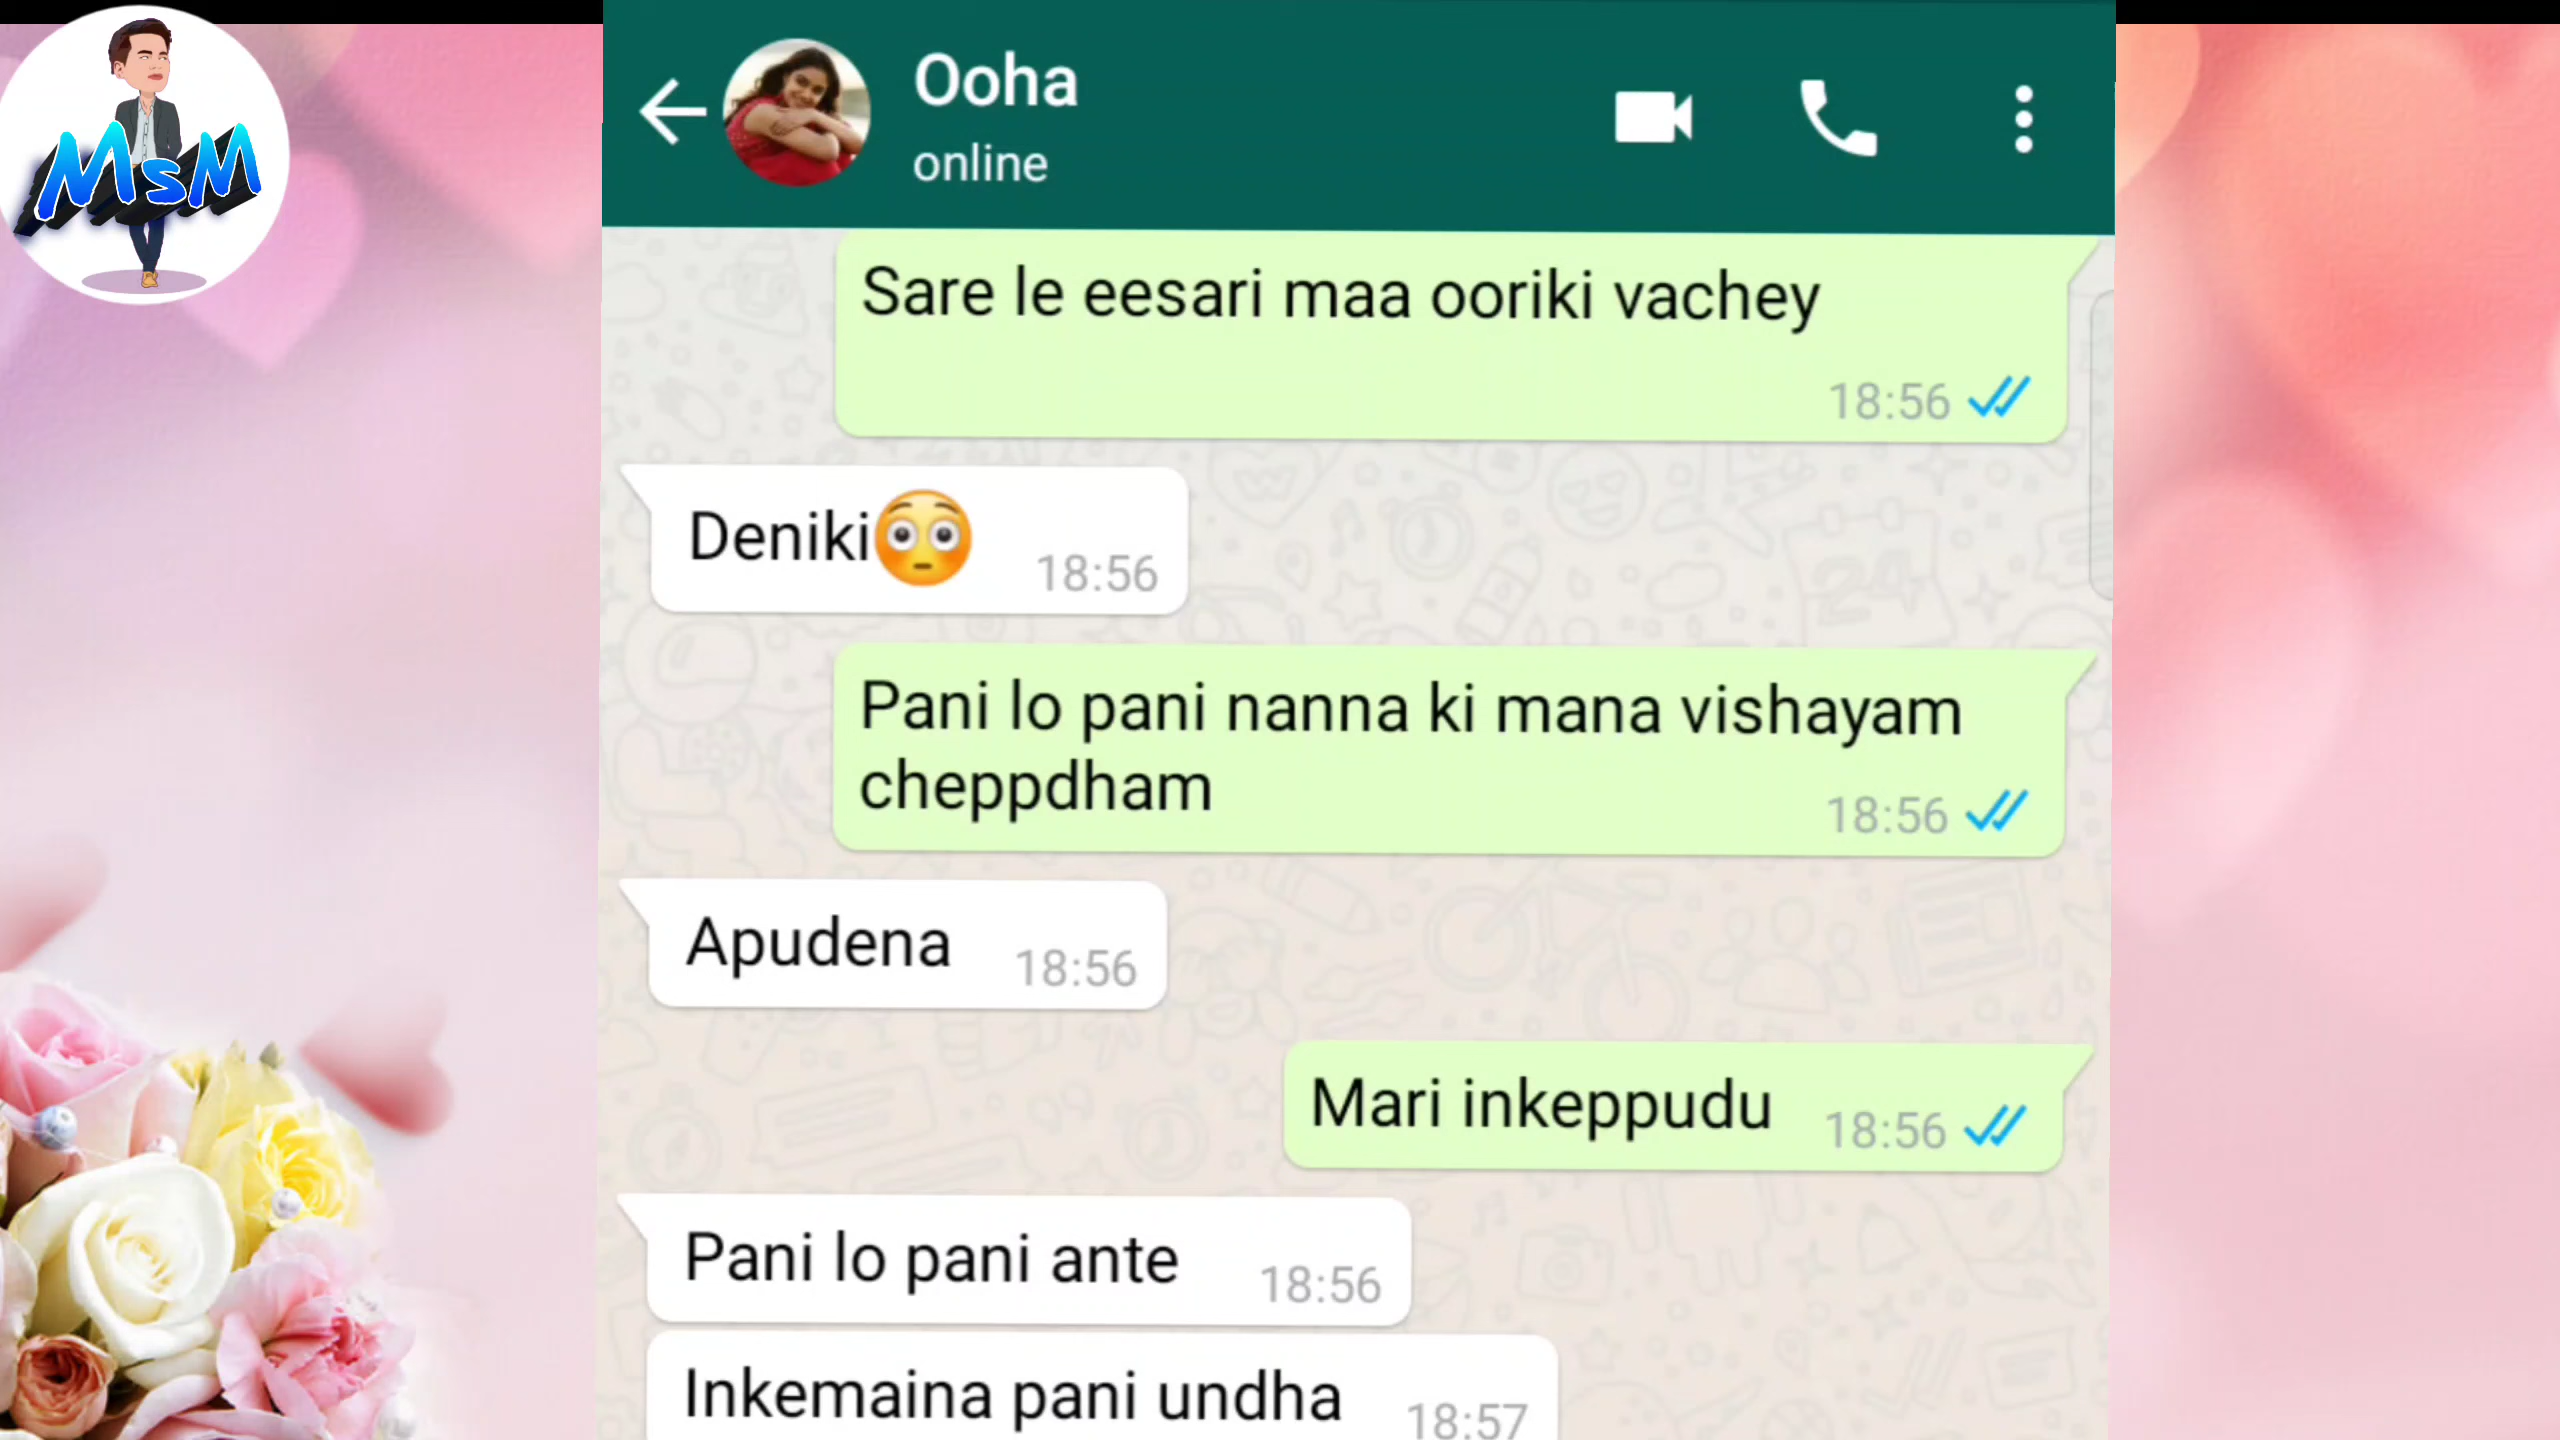 MsM
Ooha
online
Sare le eesari maa ooriki vachey
18:56
Deniki😳
18:56
Pani lo pani nanna ki mana vishayam
cheppdham
18:56
Apudena
18:56
Mari inkeppudu
18:56
Pani lo pani ante
18:56
Inkemaina pani undha
18:57